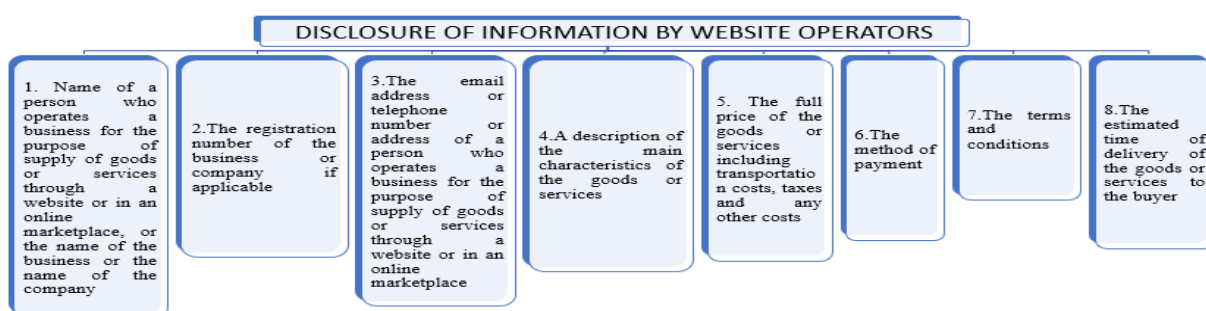 DISCLOSURE OF INFORMATION BY WEBSITE OPERATORS
1. Name of a
person who
operates a
business for the
purpose of
supply of goods
or services
through a
website or in an
online
marketplace, or
the name of the
business or the
name of the
company
2.The registration
number of the
business or
company if
applicable
3.The email
address or
telephone
number or
address of a
person who
operates a
business for the
purpose of
supply of goods
or services
through a
website or in an
online
marketplace
4.A description of
the main
characteristics of
the goods or
services
5. The full
price of the
goods or
services
including
transportatio
n costs, taxes
and any
other costs
6.The
method of
payment
7.The terms
and
conditions
8.The
estimated
time of
delivery of
the goods or
services to
the buyer